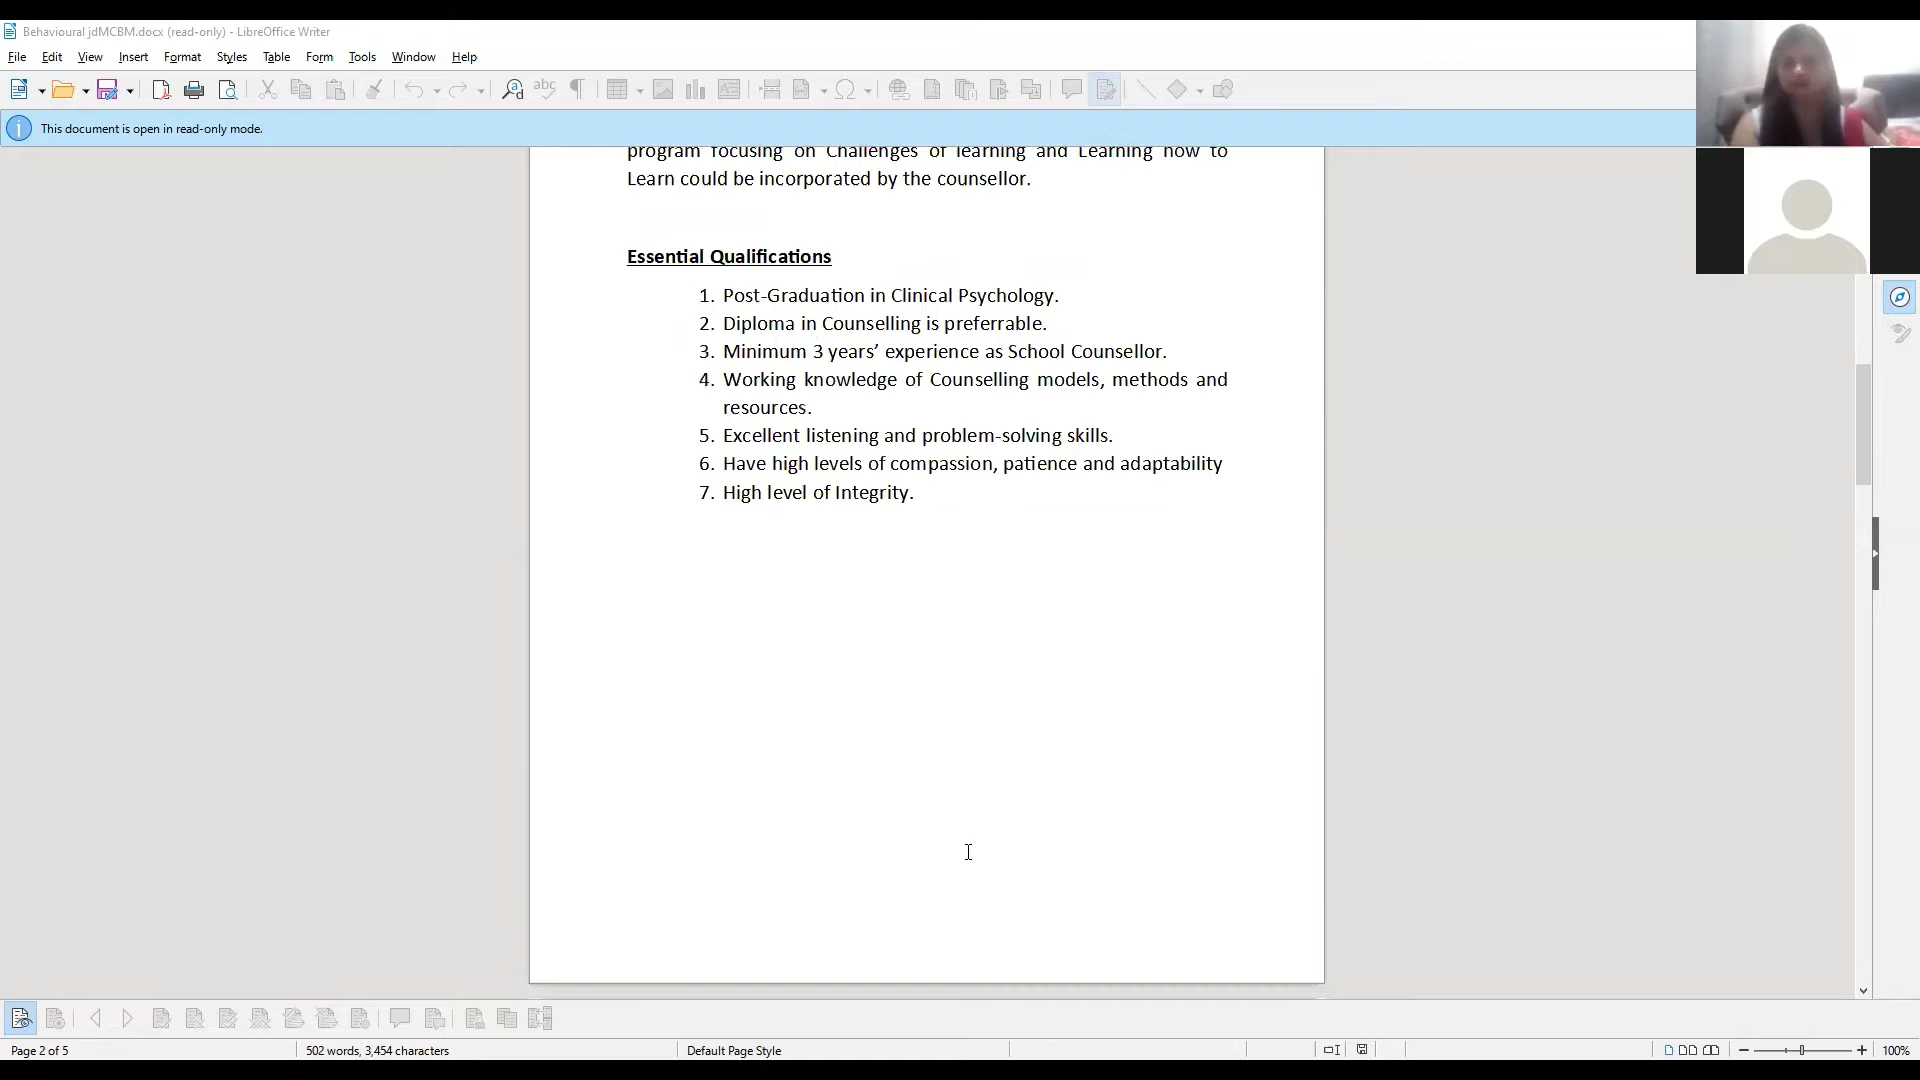 Behavioural jdMCBM.docx (read-only) - LibreOffice Writer
File Edit View Insert Format Styles Table Form Tools Window Help
This document is open in read-only mode.
program focusing on Challenges of learning and Learning how to
Learn could be incorporated by the counsellor.
Essential Qualifications
1. Post-Graduation in Clinical Psychology.
2. Diploma in Counselling is preferrable.
3. Minimum 3 years’ experience as School Counsellor.
4. Working knowledge of Counselling models, methods and
resources.
5. Excellent listening and problem-solving skills.
6. Have high levels of compassion, patience and adaptability
7. High level of Integrity.
Page 2 of 5 502 words, 3,454 characters Default Page Style 100%